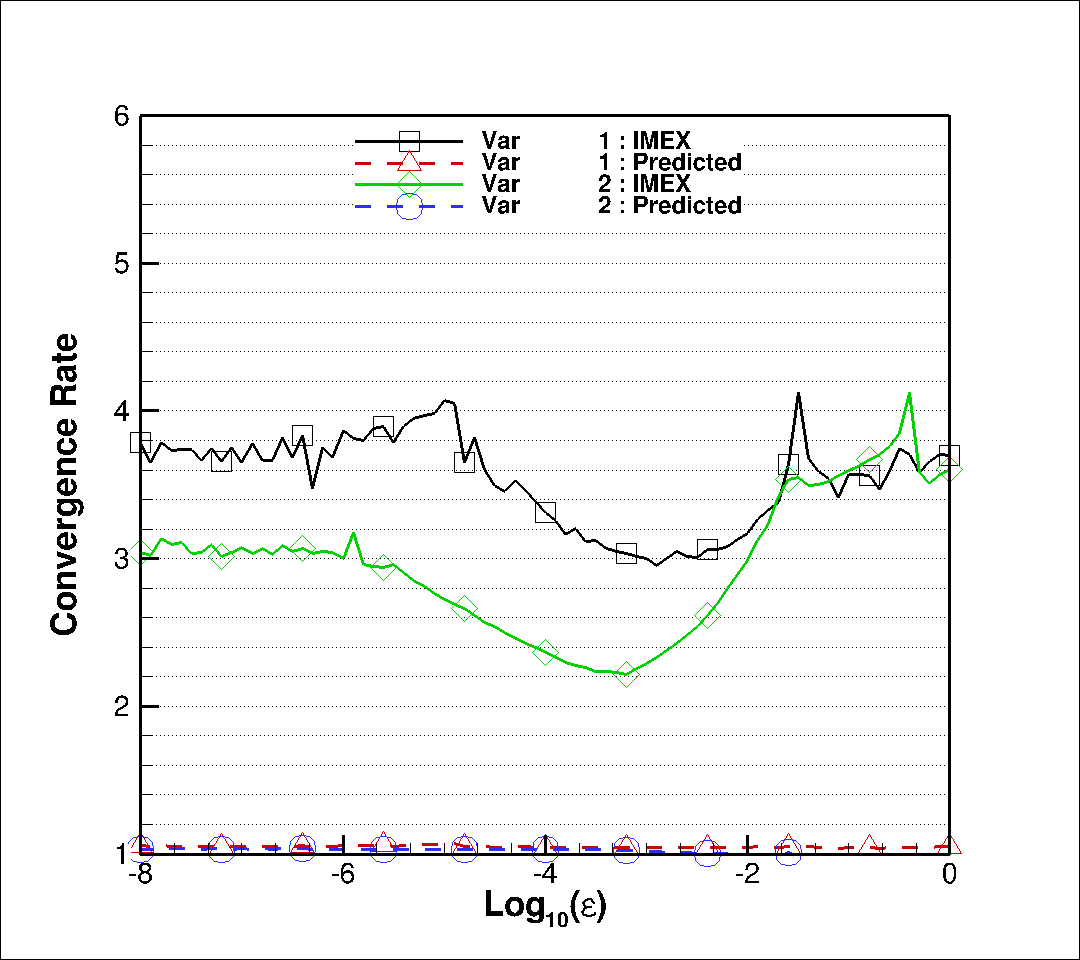 Var 1 : IMEX
Var 1 : Predicted
Var 2 : IMEX
Var 2 : Predicted
6
5
4
3
2
1
Convergence Rate
-8 -6 -4 -2 0
Log10(ε)